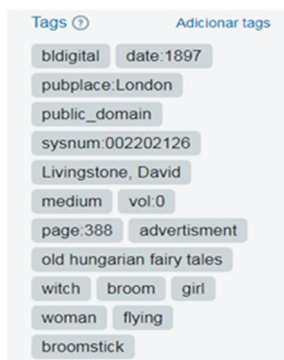 Tags ? Adicionar tags
bldigital date:1897
pubplace:London
public_domain
sysnum:002202126
Livingstone, David
medium vol:0
page:388 advertisment
old hungarian fairy tales
witch broom girl
woman flying
broomstick